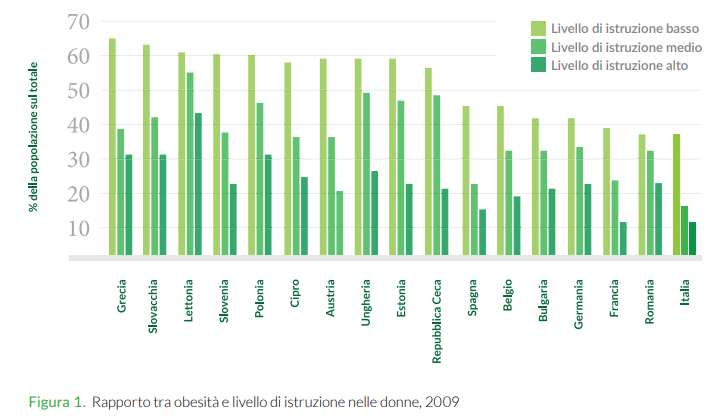 % della popolazione sul totale
70
60
50
40
30
20
10
Livello di istruzione basso
Livello di istruzione medio
Livello di istruzione alto
Grecia
Slovacchia
Lettonia
Slovenia
Polonia
Cipro
Austria
Ungheria
Estonia
Repubblica Ceca
Spagna
Belgio
Bulgaria
Germania
Francia
Romania
Italia
Figura 1. Rapporto tra obesità e livello di istruzione nelle donne, 2009